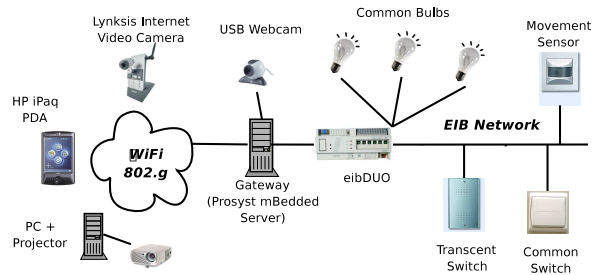 Lynksis Internet
Video Camera
USB Webcam
Common Bulbs
Movement
Sensor
HP iPaq
PDA
WiFi
802.g
EIB Network
Gateway
(Prosyst mBedded
Server)
eibDUO
PC +
Projector
Transcent
Switch
Common
Switch